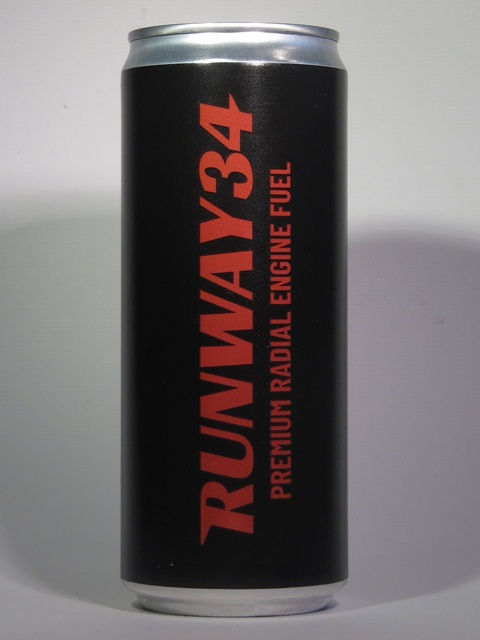 RUNWAY34
PREMIUM RADIAL ENGINE FUEL